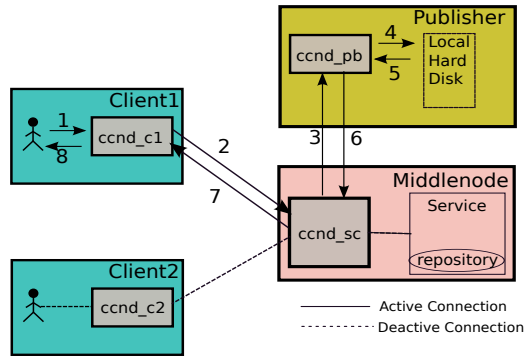 Publisher
4
Local
Hard
Disk
ccnd_pb
5
Client1
1
ccnd_c1
8
2
3
6
7
Middlenode
Service
ccnd_sc
repository
Client2
ccnd_c2
Active Connection
Deactive Connection